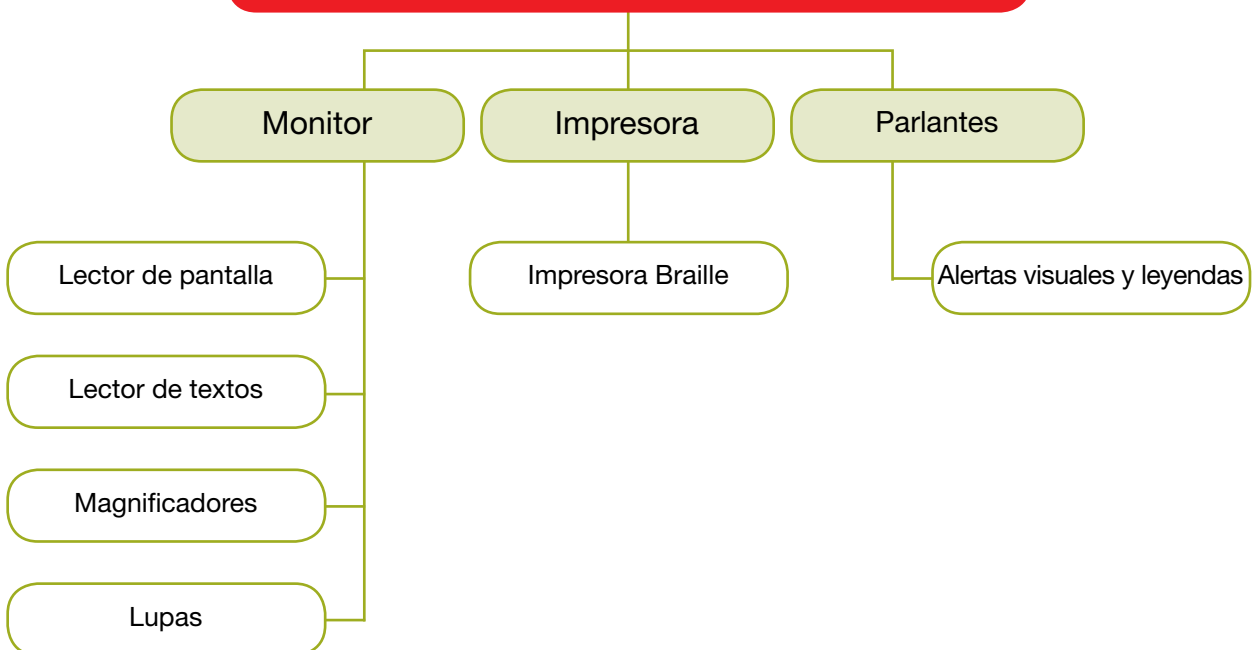 Monitor
Impresora
Parlantes
Lector de pantalla
Impresora Braille
Alertas visuales y leyendas
Lector de textos
Magnificadores
Lupas